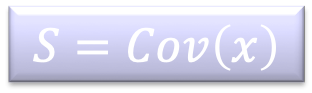 S = Cov(x)